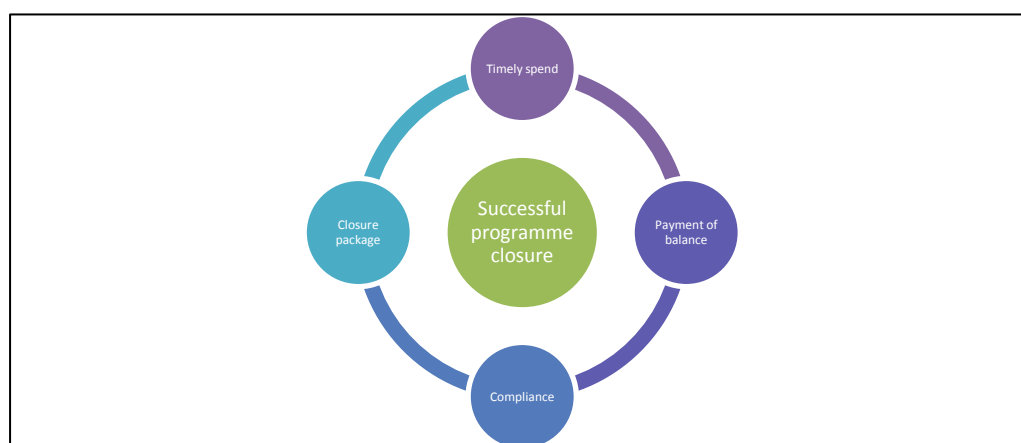 Timely spend
Successful
programme
closure
Closure
package
Payment of
balance
Compliance